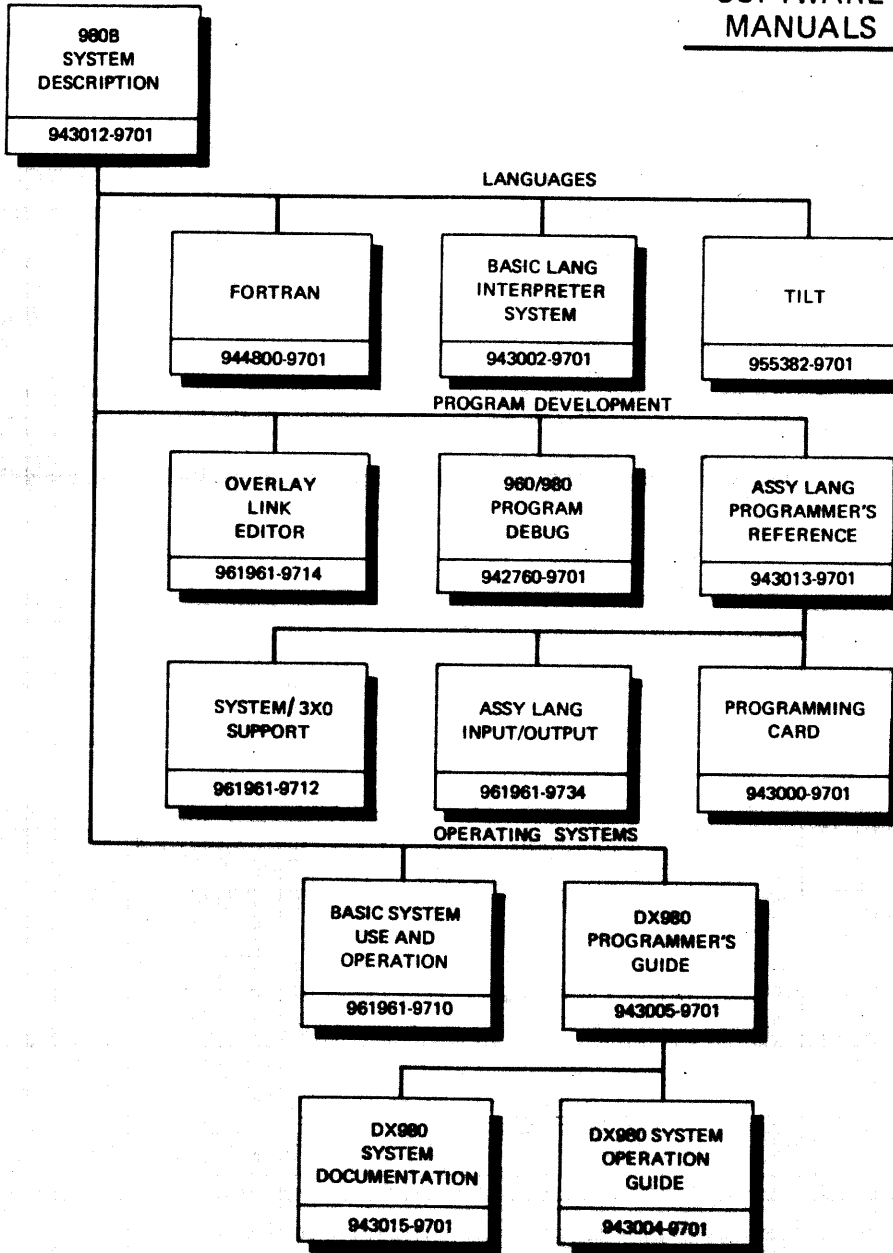 MANUALS
980B
SYSTEM
DESCRIPTION
943012-9701
LANGUAGES
FORTRAN
944800-9701
BASIC LANG
INTERPRETER
SYSTEM
943002-9701
TILT
955382-9701
PROGRAM DEVELOPMENT
OVERLAY
LINK
EDITOR
961961-9714
960/980
PROGRAM
DEBUG
942760-9701
ASSY LANG
PROGRAMMER'S
REFERENCE
943013-9701
SYSTEM/3X0
SUPPORT
961961-9712
ASSY LANG
INPUT/OUTPUT
961961-9734
PROGRAMMING
CARD
943000-9701
OPERATING SYSTEMS
BASIC SYSTEM
USE AND
OPERATION
961961-9710
DX980
PROGRAMMER'S
GUIDE
943005-9701
DX980
SYSTEM
DOCUMENTATION
943015-9701
DX980 SYSTEM
OPERATION
GUIDE
943004-9701